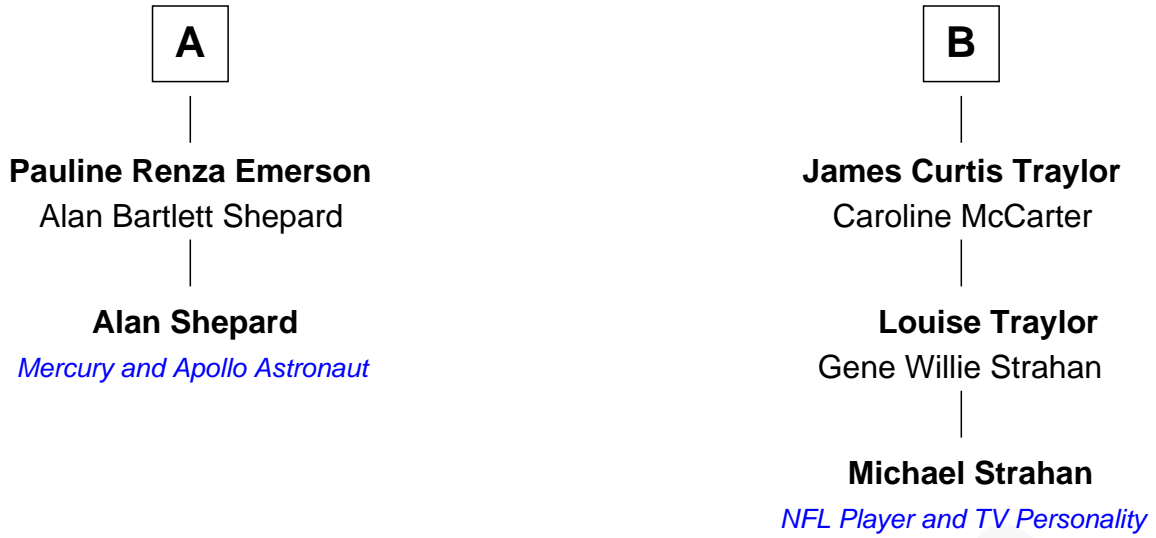 A
Pauline Renza Emerson
Alan Bartlett Shepard
Alan Shepard
Mercury and Apollo Astronaut
B
James Curtis Traylor
Caroline McCarter
Louise Traylor
Gene Willie Strahan
Michael Strahan
NFL Player and TV Personality